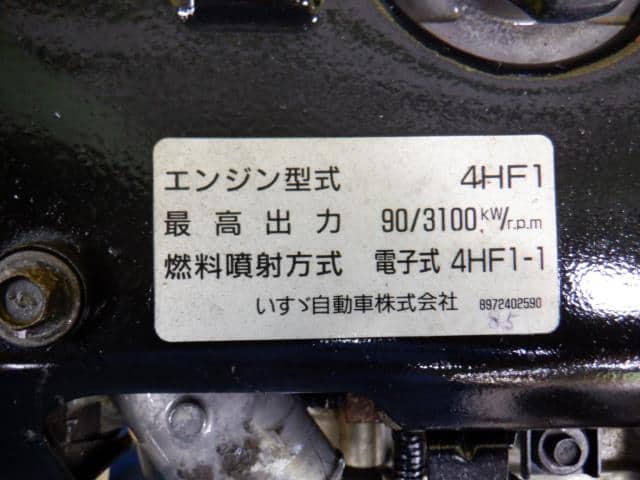 エンジン型式 4HF1
最高出力 90/3100 kW/r.p.m
燃料噴射方式 電子式 4HF1-1
いすゞ自動車株式会社 8972402590